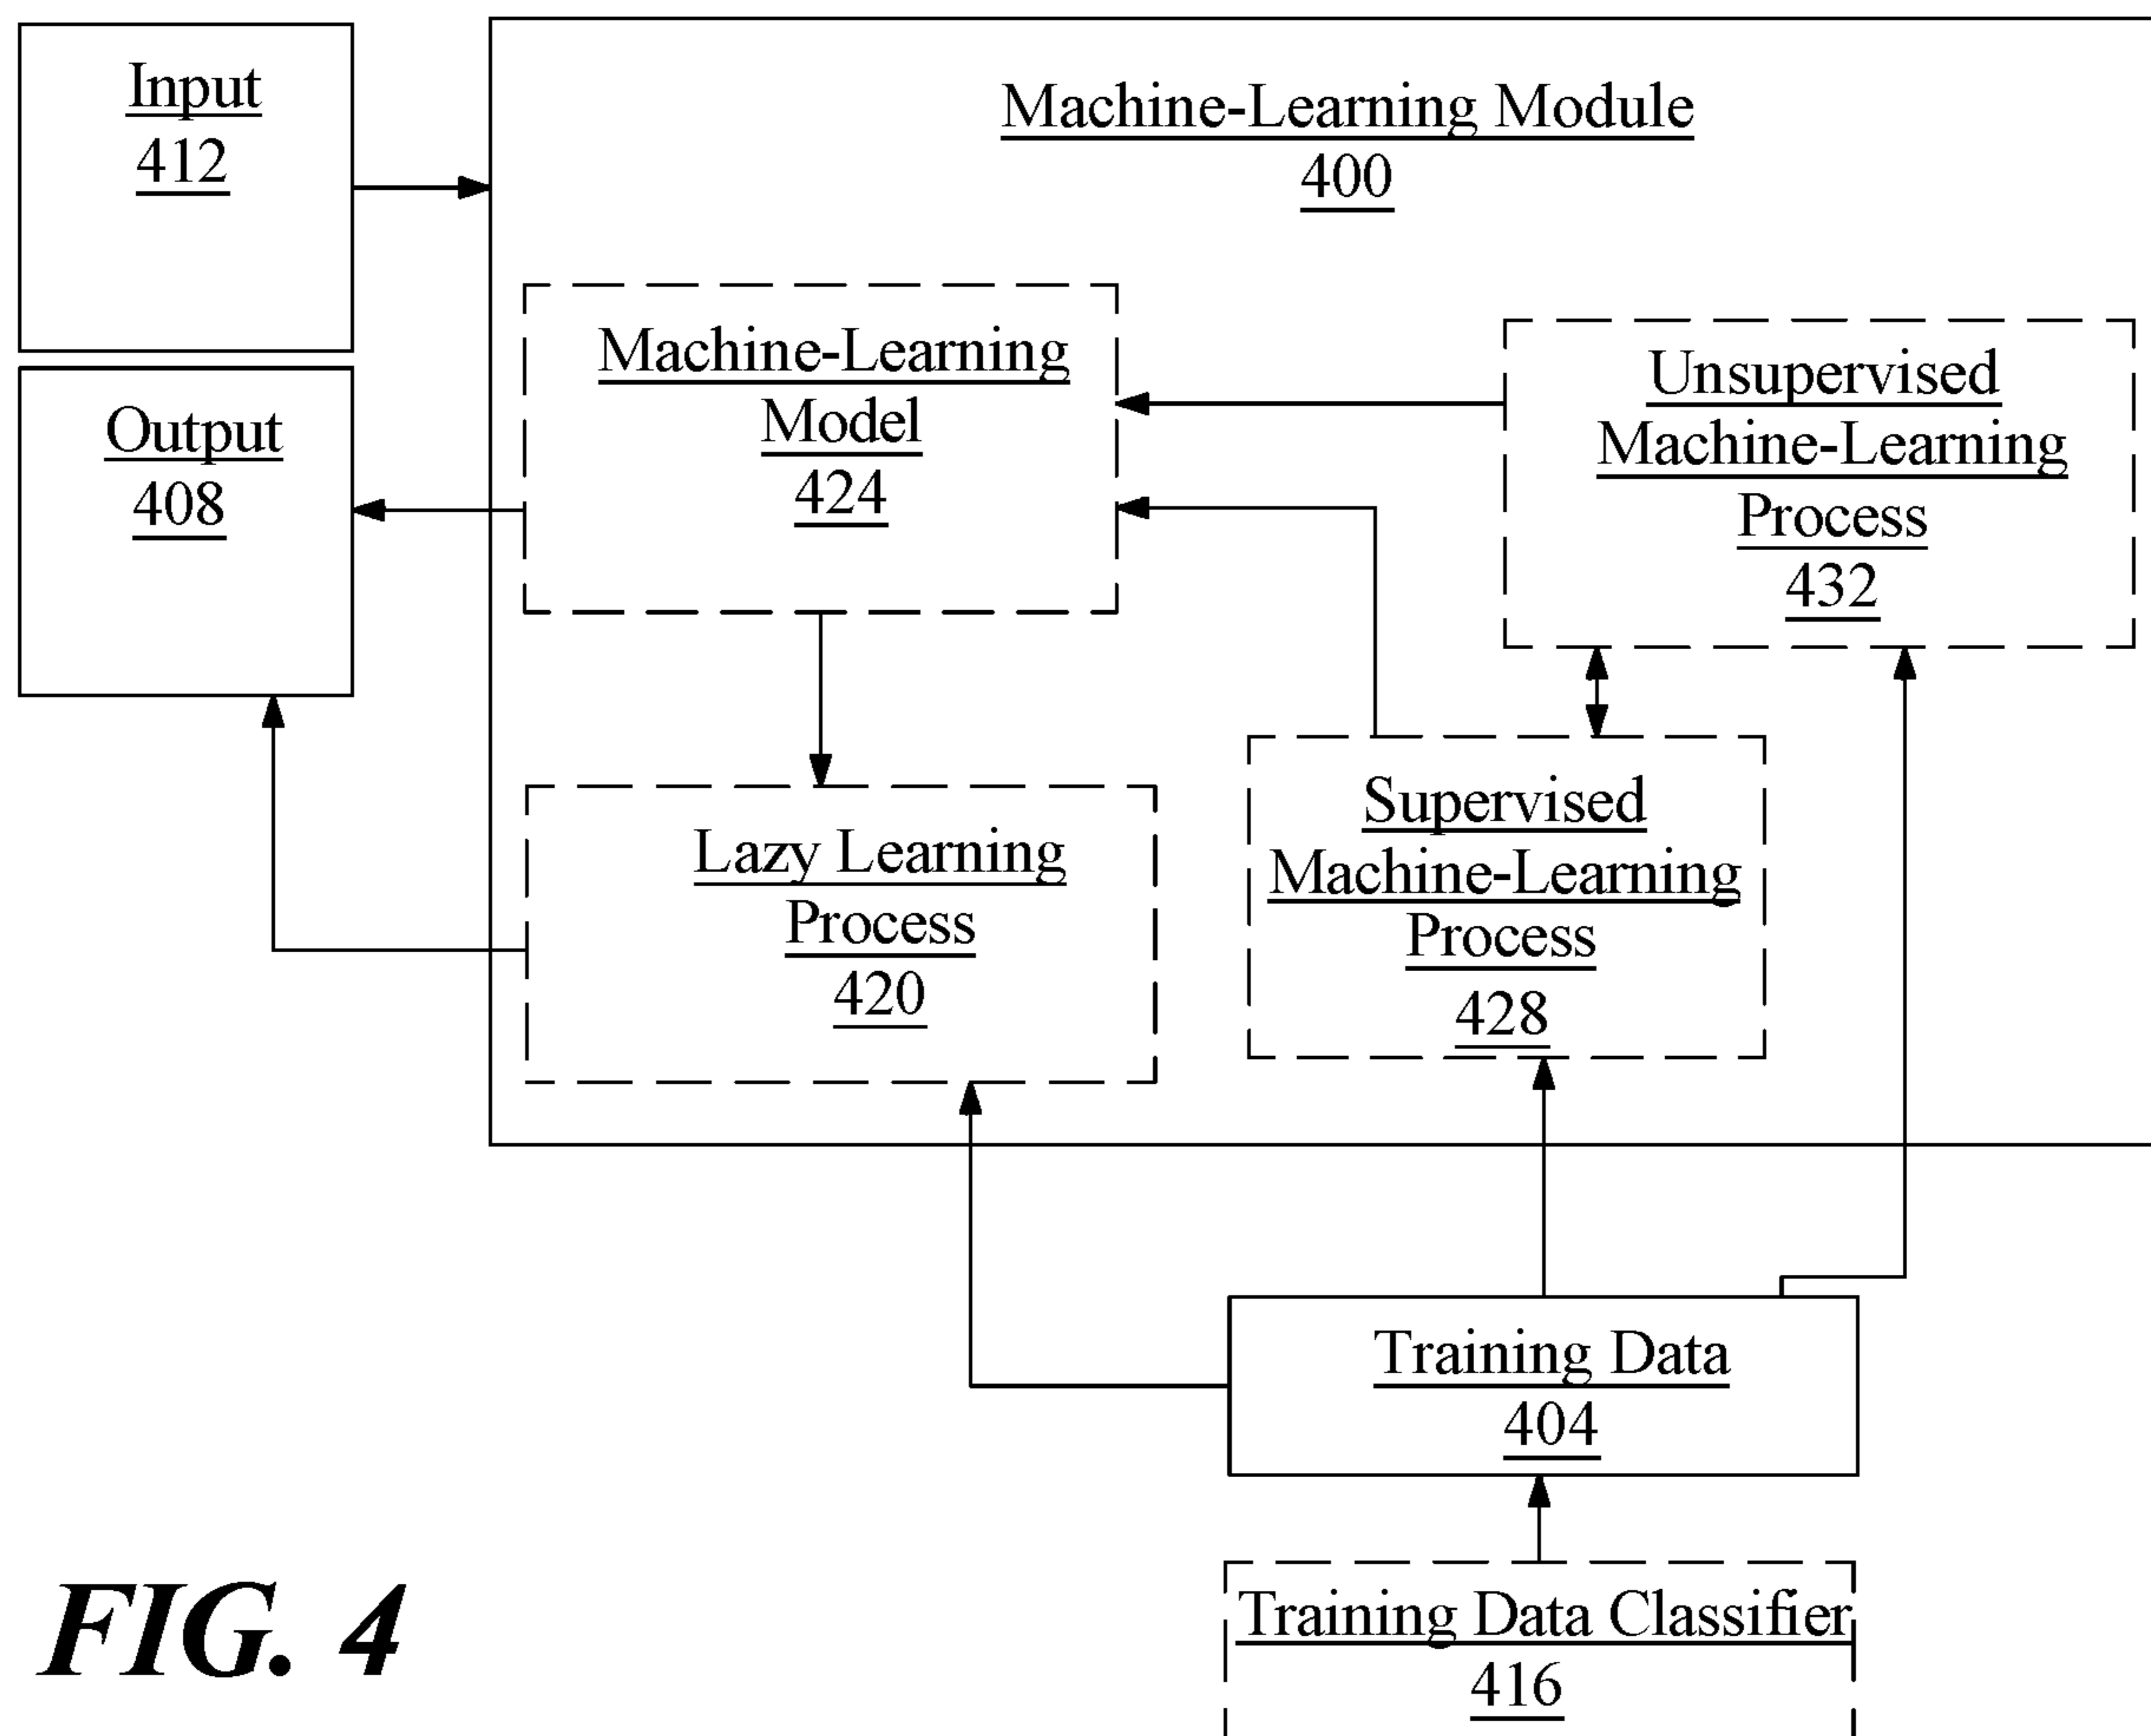 Input
412
Machine-Learning Module
400
Output
408
Machine-Learning
Model
424
Unsupervised
Machine-Learning
Process
432
Lazy Learning
Process
420
Supervised
Machine-Learning
Process
428
Training Data
404
Training Data Classifier
416
FIG. 4